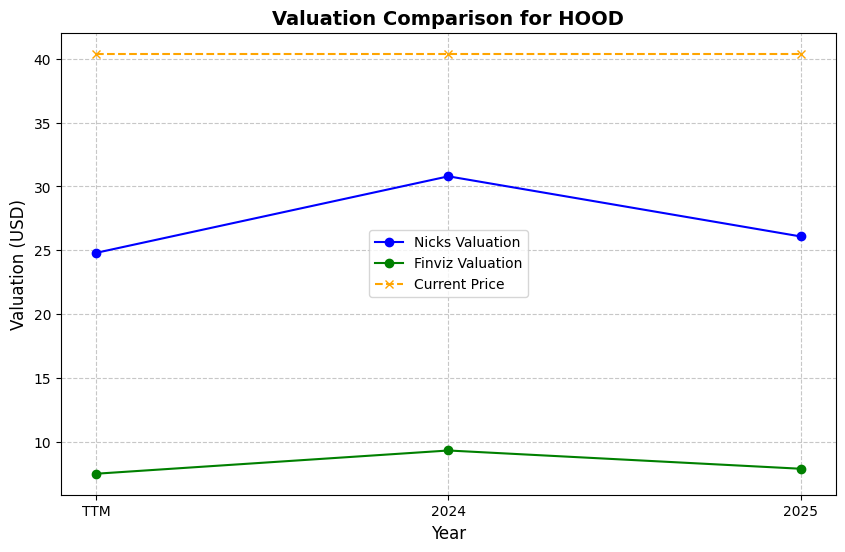 Valuation Comparison for HOOD
Valuation (USD)
40
35
30
25
20
15
10
Nicks Valuation
Finviz Valuation
Current Price
TTM
2024
2025
Year